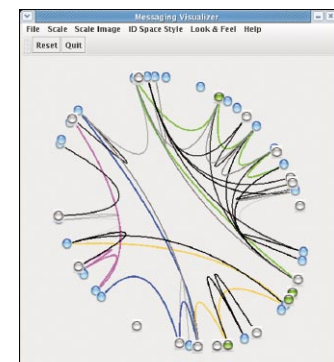 Messaging Visualizer
File Scale Scale Image ID Space Style Look & Feel Help
Reset Quit